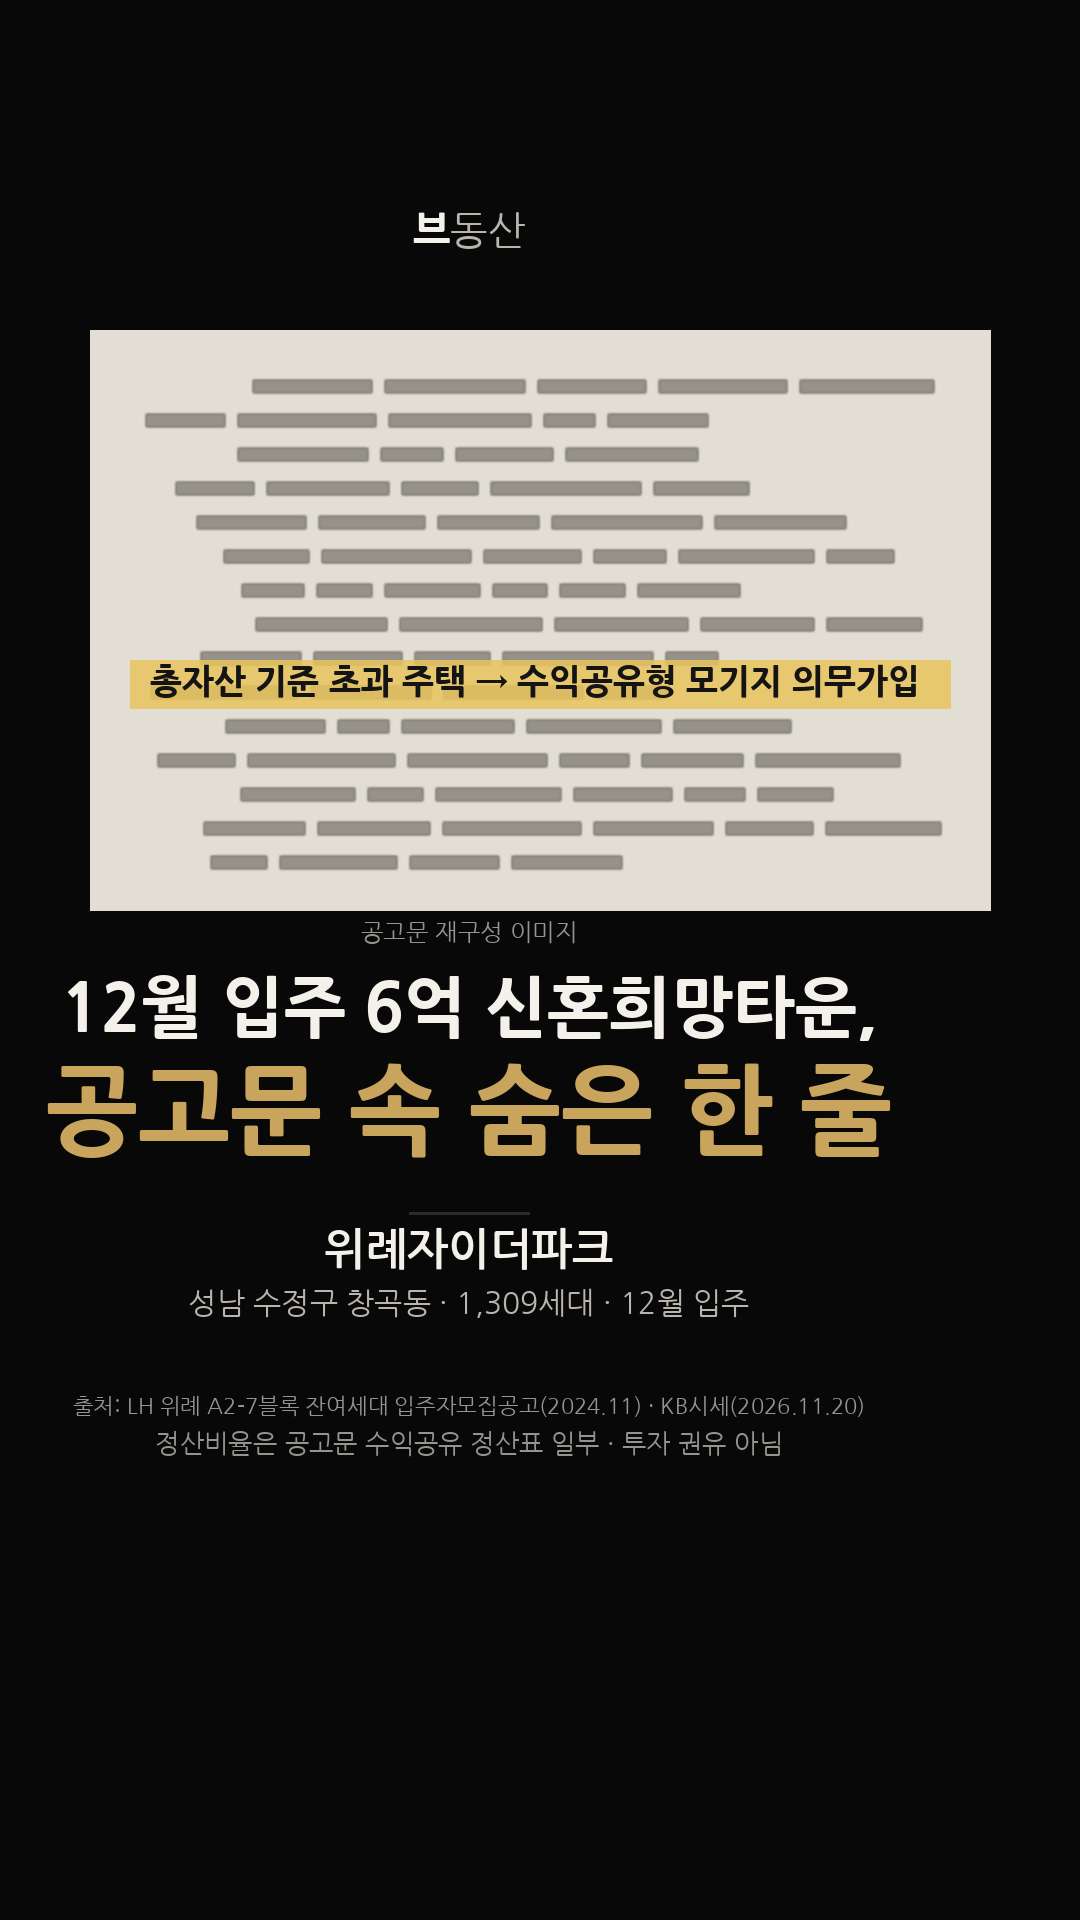 브동산
총자산 기준 초과 주택 → 수익공유형 모기지 의무가입
공고문 재구성 이미지
12월 입주 6억 신혼희망타운,
공고문 속 숨은 한 줄
위례자이더파크
성남 수정구 창곡동 · 1,309세대 · 12월 입주
출처: LH 위례 A2-7블록 잔여세대 입주자모집공고(2024.11) · KB시세(2026.11.20)
정산비율은 공고문 수익공유 정산표 일부 · 투자 권유 아님